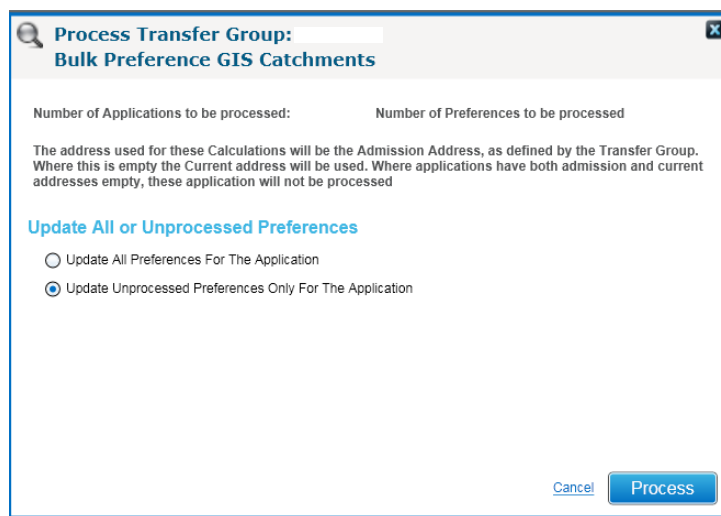 Process Transfer Group:
Bulk Preference GIS Catchments
Number of Applications to be processed: Number of Preferences to be processed
The address used for these Calculations will be the Admission Address, as defined by the Transfer Group.
Where this is empty the Current address will be used. Where applications have both admission and current
addresses empty, these application will not be processed
Update All or Unprocessed Preferences
Update All Preferences For The Application
Update Unprocessed Preferences Only For The Application
Cancel Process